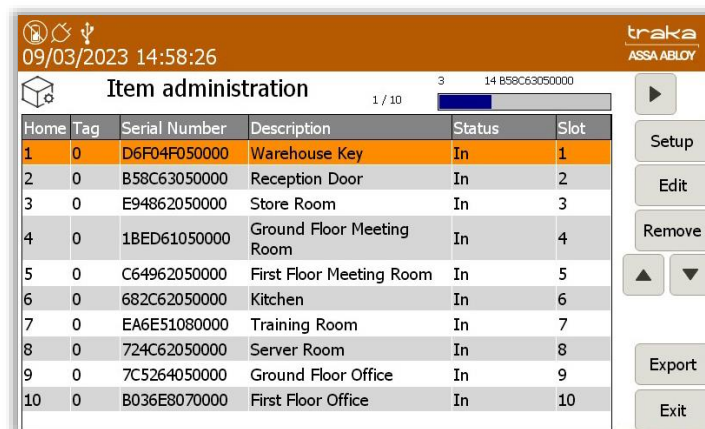 09/03/2023 14:58:26
traka
ASSA ABLOY
Item administration
1 / 10
3 14 B58C63050000
Home Tag Serial Number Description Status Slot
1 0 D6F04F050000 Warehouse Key In 1
2 0 B58C63050000 Reception Door In 2
3 0 E94862050000 Store Room In 3
4 0 1BED61050000 Ground Floor Meeting
Room In 4
5 0 C64962050000 First Floor Meeting Room In 5
6 0 682C62050000 Kitchen In 6
7 0 EA6E51080000 Training Room In 7
8 0 724C62050000 Server Room In 8
9 0 7C5264050000 Ground Floor Office In 9
10 0 B036E8070000 First Floor Office In 10
Setup
Edit
Remove
Export
Exit